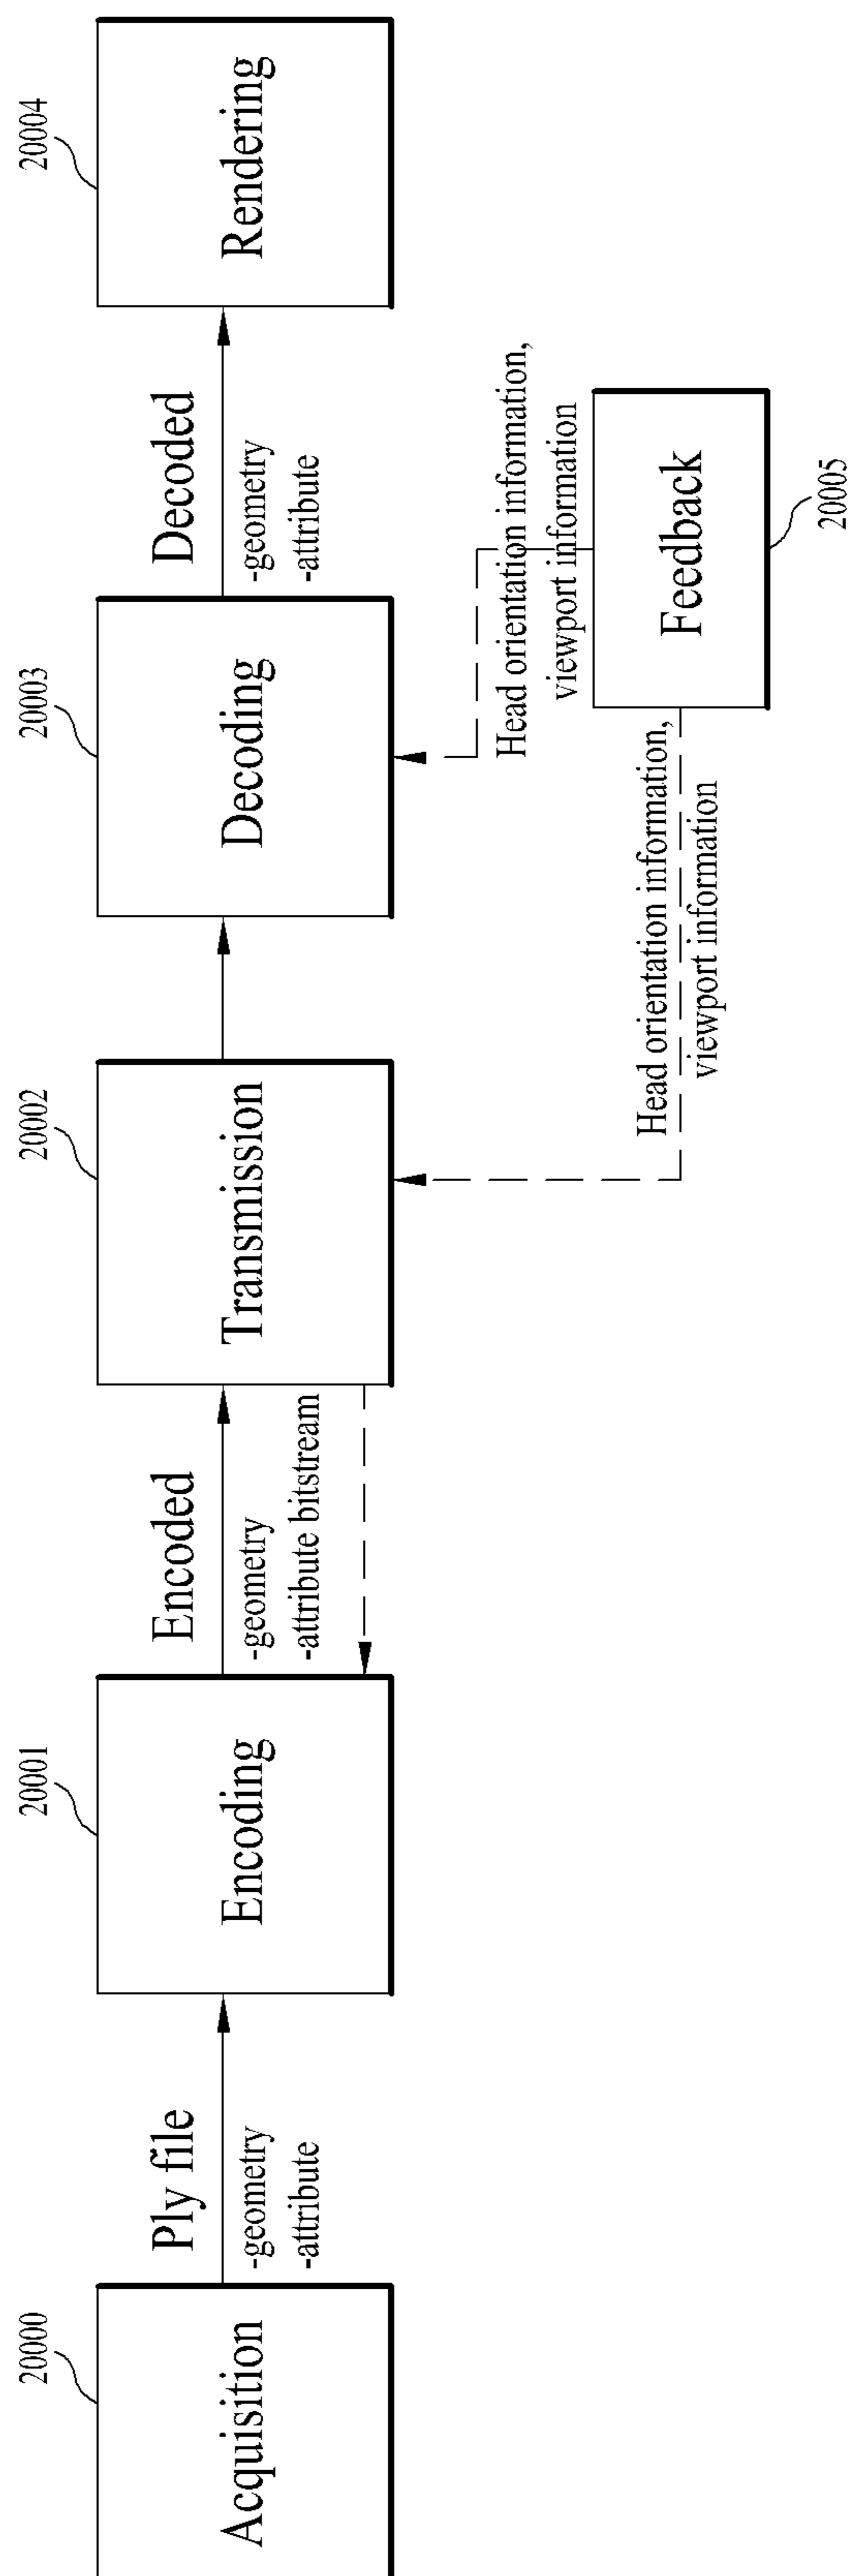 20000
Acquisition
Ply file
-geometry
-attribute
20001
Encoding
Encoded
-geometry
-attribute bitstream
20002
Transmission
20003
Decoding
Decoded
-geometry
-attribute
20004
Rendering
Head orientation information,
viewport information
Head orientation information,
viewport information
Feedback
20005